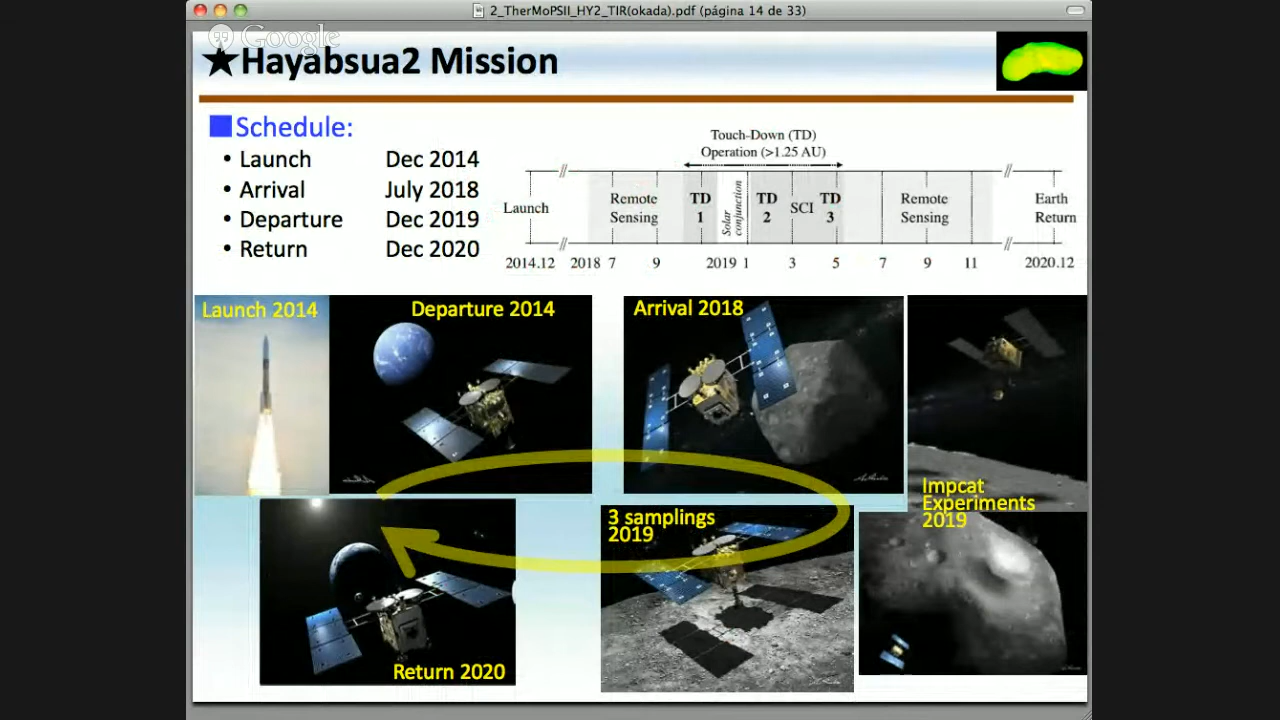 2_TherMoPSII_HY2_TIR(okada).pdf (página 14 de 33)
Google
★Hayabsua2 Mission
■Schedule:
• Launch Dec 2014
• Arrival July 2018
• Departure Dec 2019
• Return Dec 2020
Touch-Down (TD)
Operation (>1.25 AU)
Launch
Remote
Sensing
TD
1
Solar
conjunction
TD
2
SCI
TD
3
Remote
Sensing
Earth
Return
2014.12 2018 7 9 2019 1 3 5 7 9 11 2020.12
Launch 2014
Departure 2014
Arrival 2018
Impcat
Experiments
2019
3 samplings
2019
Return 2020